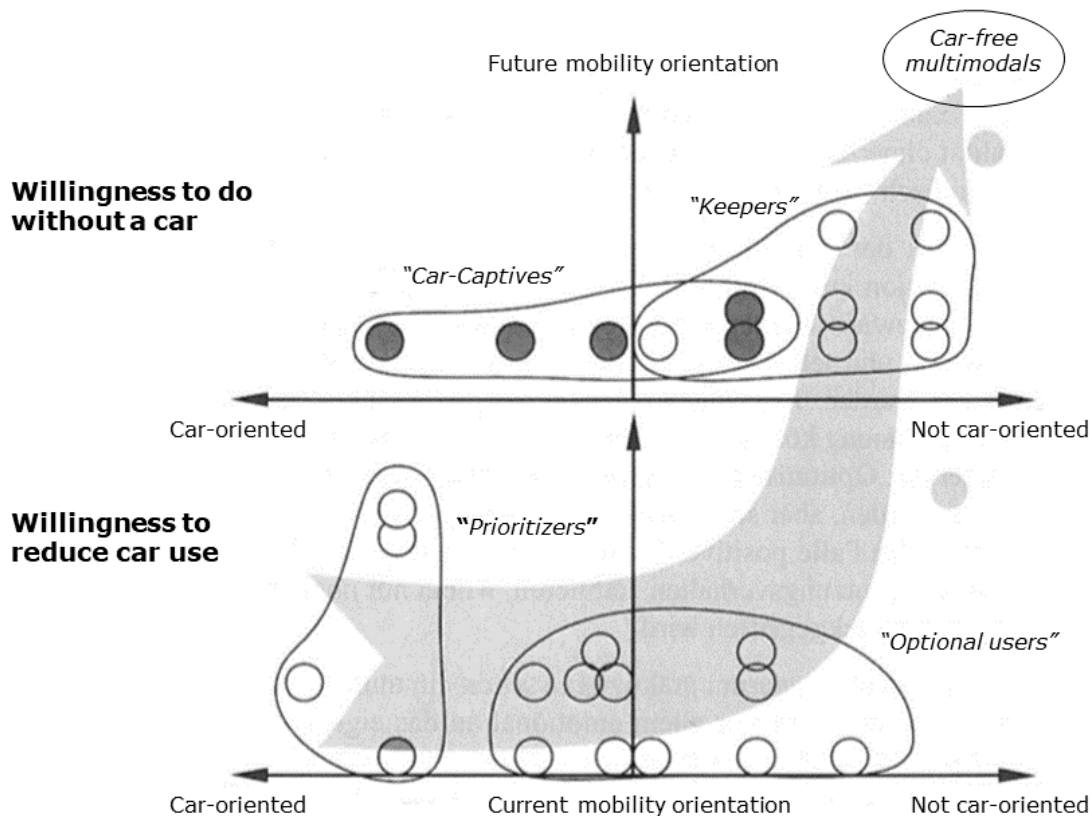 Car-free
multimodals
Future mobility orientation
Willingness to do
without a car
"Keepers"
"Car-Captives"
Car-oriented
Not car-oriented
Willingness to
reduce car use
"Prioritizers"
"Optional users"
Car-oriented
Current mobility orientation
Not car-oriented